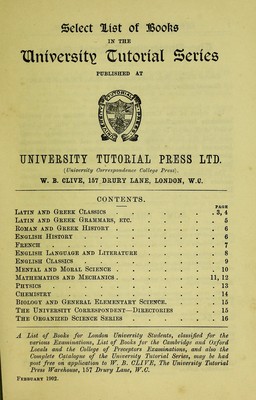 Select List of Books
IN THE
University Tutorial Series
PUBLISHED AT
UNIVERSITY TUTORIAL PRESS LTD.
(University Correspondence College Press).
W. B. CLIVE, 157 DRURY LANE, LONDON, W.C.
CONTENTS.
PAGE
LATIN AND GREEK CLASSICS . . . . . . 3, 4
LATIN AND GREEK GRAMMARS, ETC. . . . . . 5
ROMAN AND GREEK HISTORY . . . . . . 6
ENGLISH HISTORY . . . . . . 6
FRENCH . . . . . . 7
ENGLISH LANGUAGE AND LITERATURE . . . . . 8
ENGLISH CLASSICS . . . . . . 9
MENTAL AND MORAL SCIENCE . . . . . . 10
MATHEMATICS AND MECHANICS . . . . . . 11, 12
PHYSICS . . . . . . 13
CHEMISTRY . . . . . . 14
BIOLOGY AND GENERAL ELEMENTARY SCIENCE. . . . 15
THE UNIVERSITY CORRESPONDENT—DIRECTORIES . . . 15
THE ORGANIZED SCIENCE SERIES . . . . . 16
A List of Books for London University Students, classified for the
various Examinations, List of Books for the Cambridge and Oxford
Locals and the College of Preceptors Examinations, and also the
Complete Catalogue of the University Tutorial Series, may be had
post free on application to W. B. CLIVE, The University Tutorial
Press Warehouse, 157 Drury Lane, W.C.
FEBRUARY 1902.